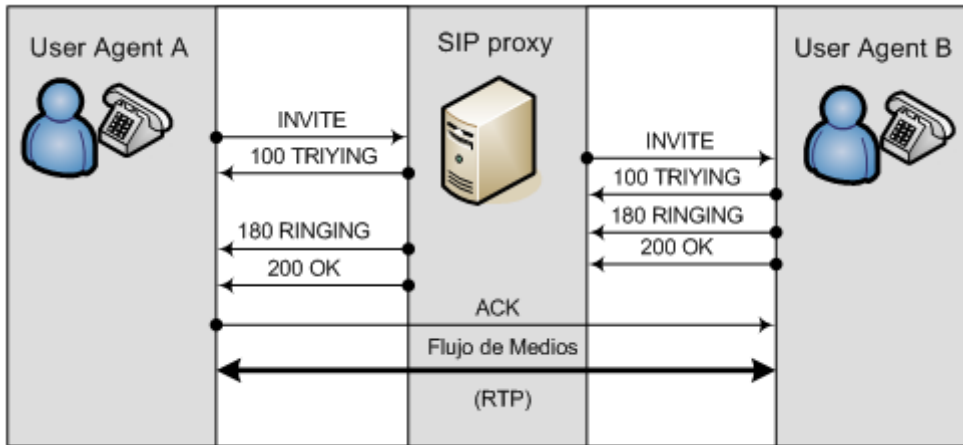 User Agent A
SIP proxy
User Agent B
INVITE
100 TRIYING
INVITE
100 TRIYING
180 RINGING
200 OK
180 RINGING
200 OK
ACK
Flujo de Medios
(RTP)